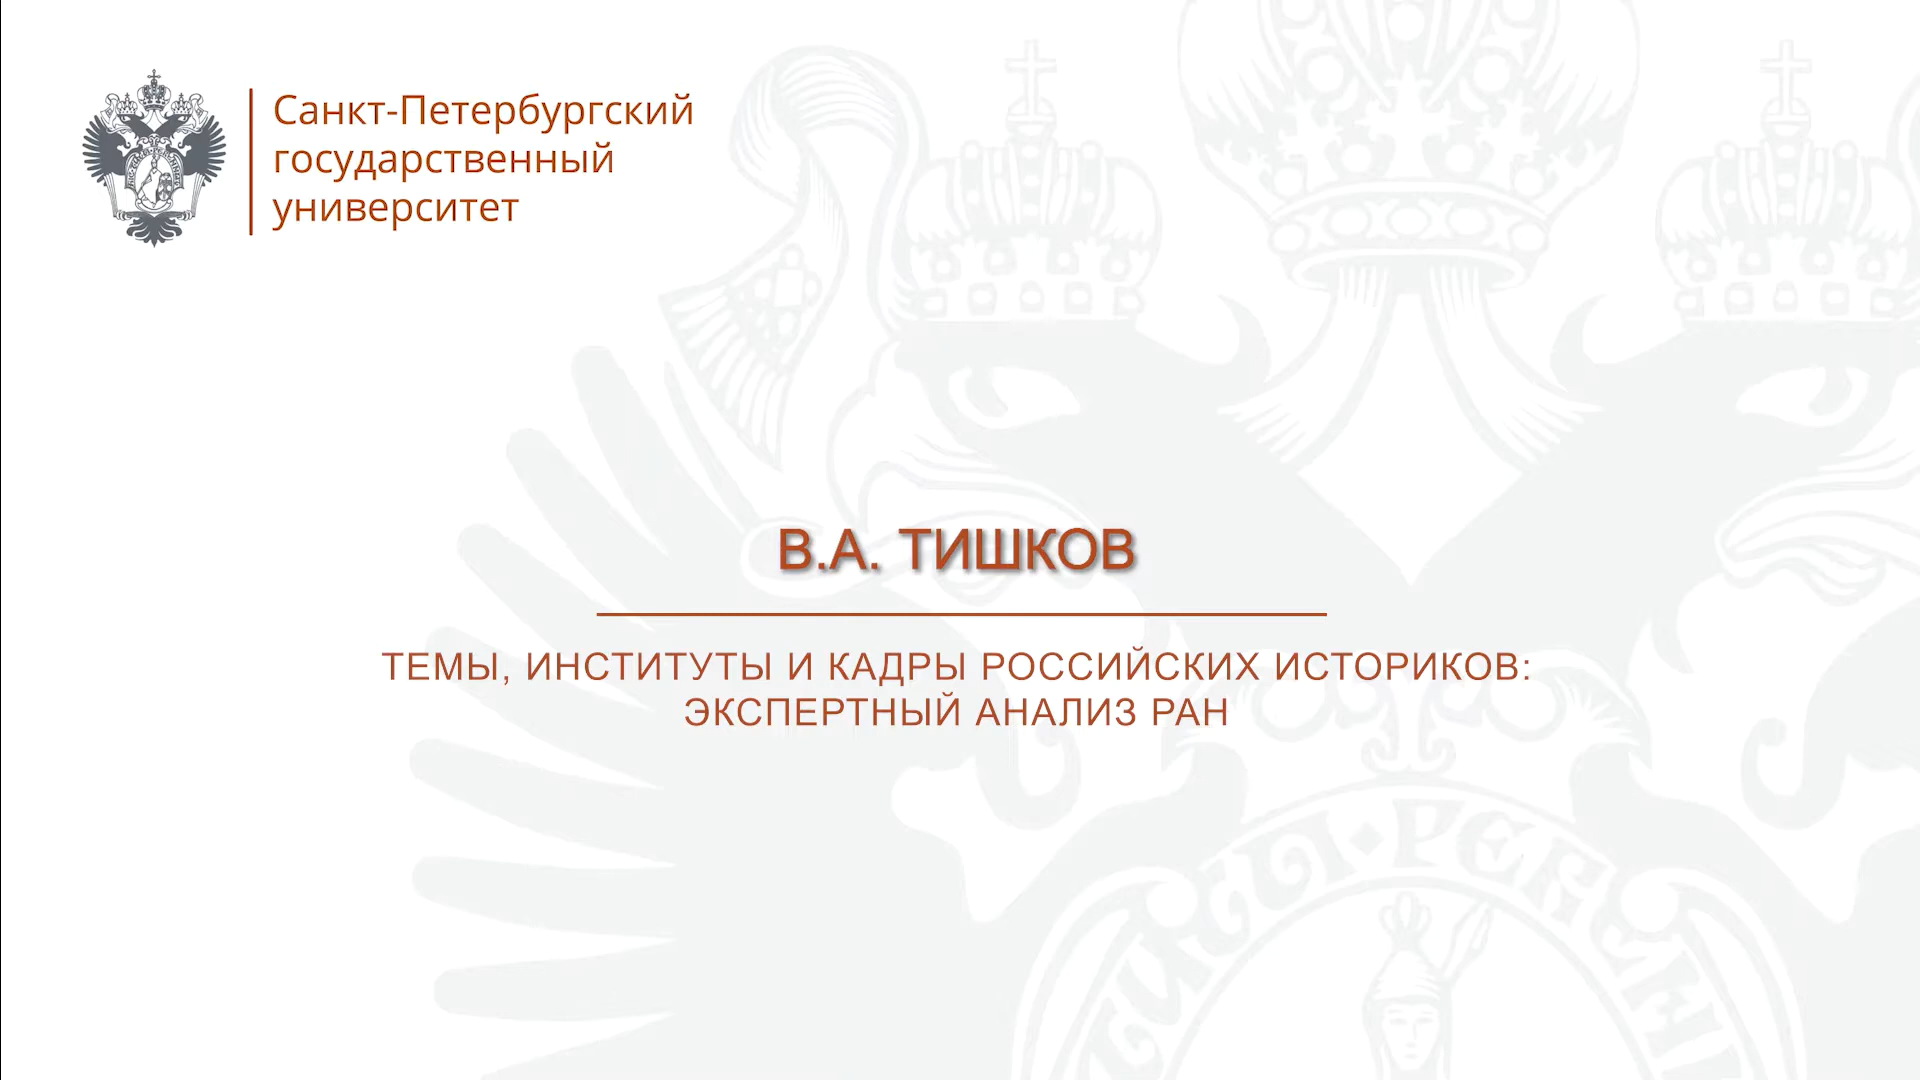 Санкт-Петербургский
государственный
университет
В.А. ТИШКОВ
ТЕМЫ, ИНСТИТУТЫ И КАДРЫ РОССИЙСКИХ ИСТОРИКОВ:
ЭКСПЕРТНЫЙ АНАЛИЗ РАН